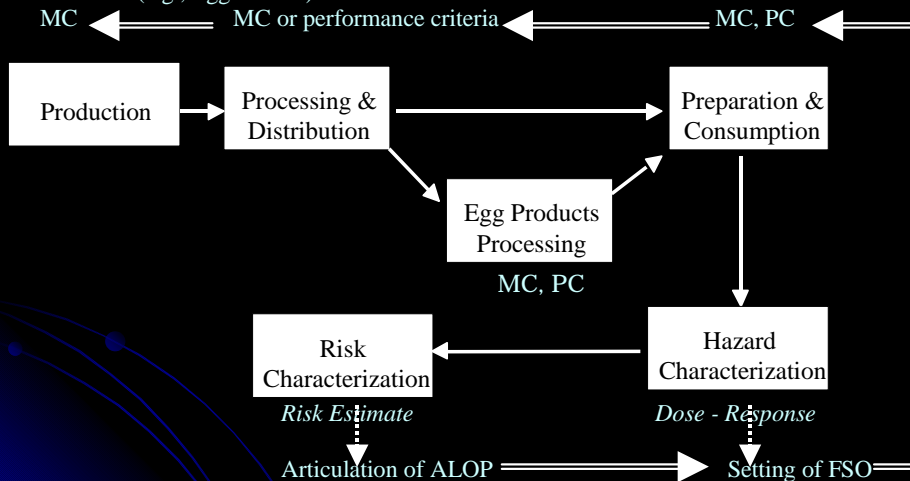 MC
MC or performance criteria
MC, PC
Production
Processing &
Distribution
Preparation &
Consumption
Egg Products
Processing
MC, PC
Risk
Characterization
Hazard
Characterization
Risk Estimate
Dose - Response
Articulation of ALOP
Setting of FSO